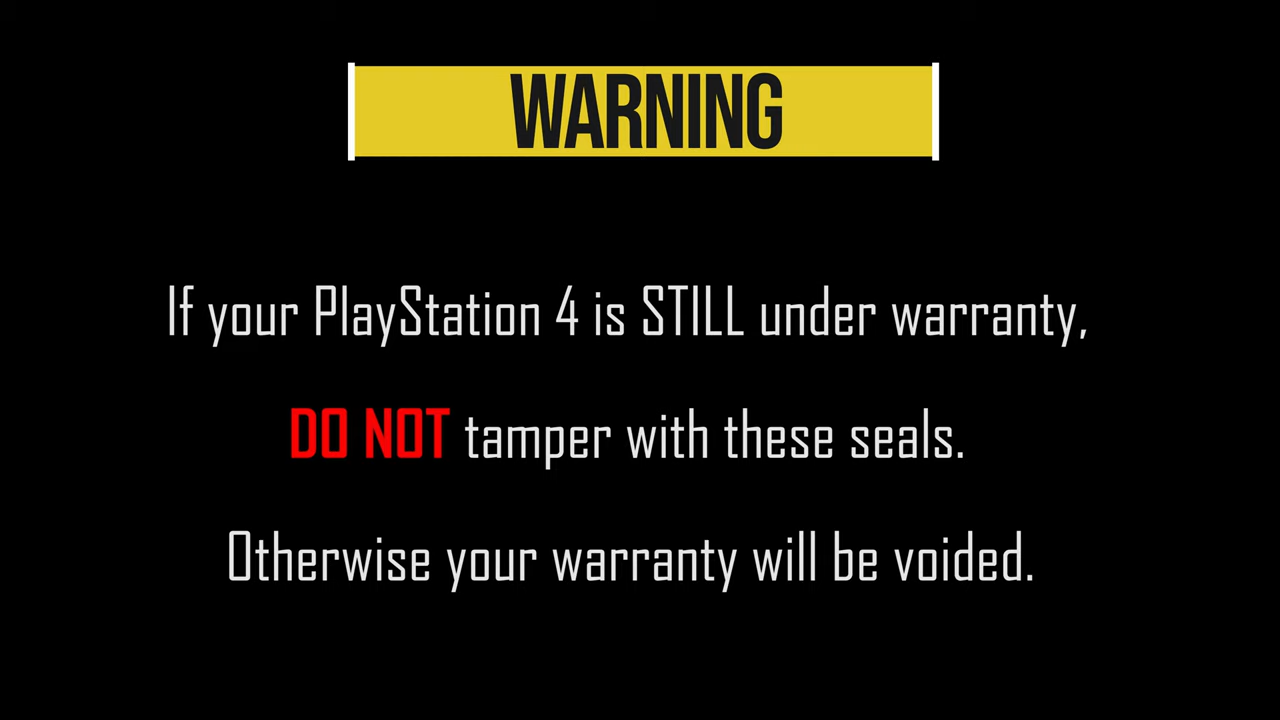 WARNING
If your PlayStation 4 is STILL under warranty,
DO NOT tamper with these seals.
Otherwise your warranty will be voided.